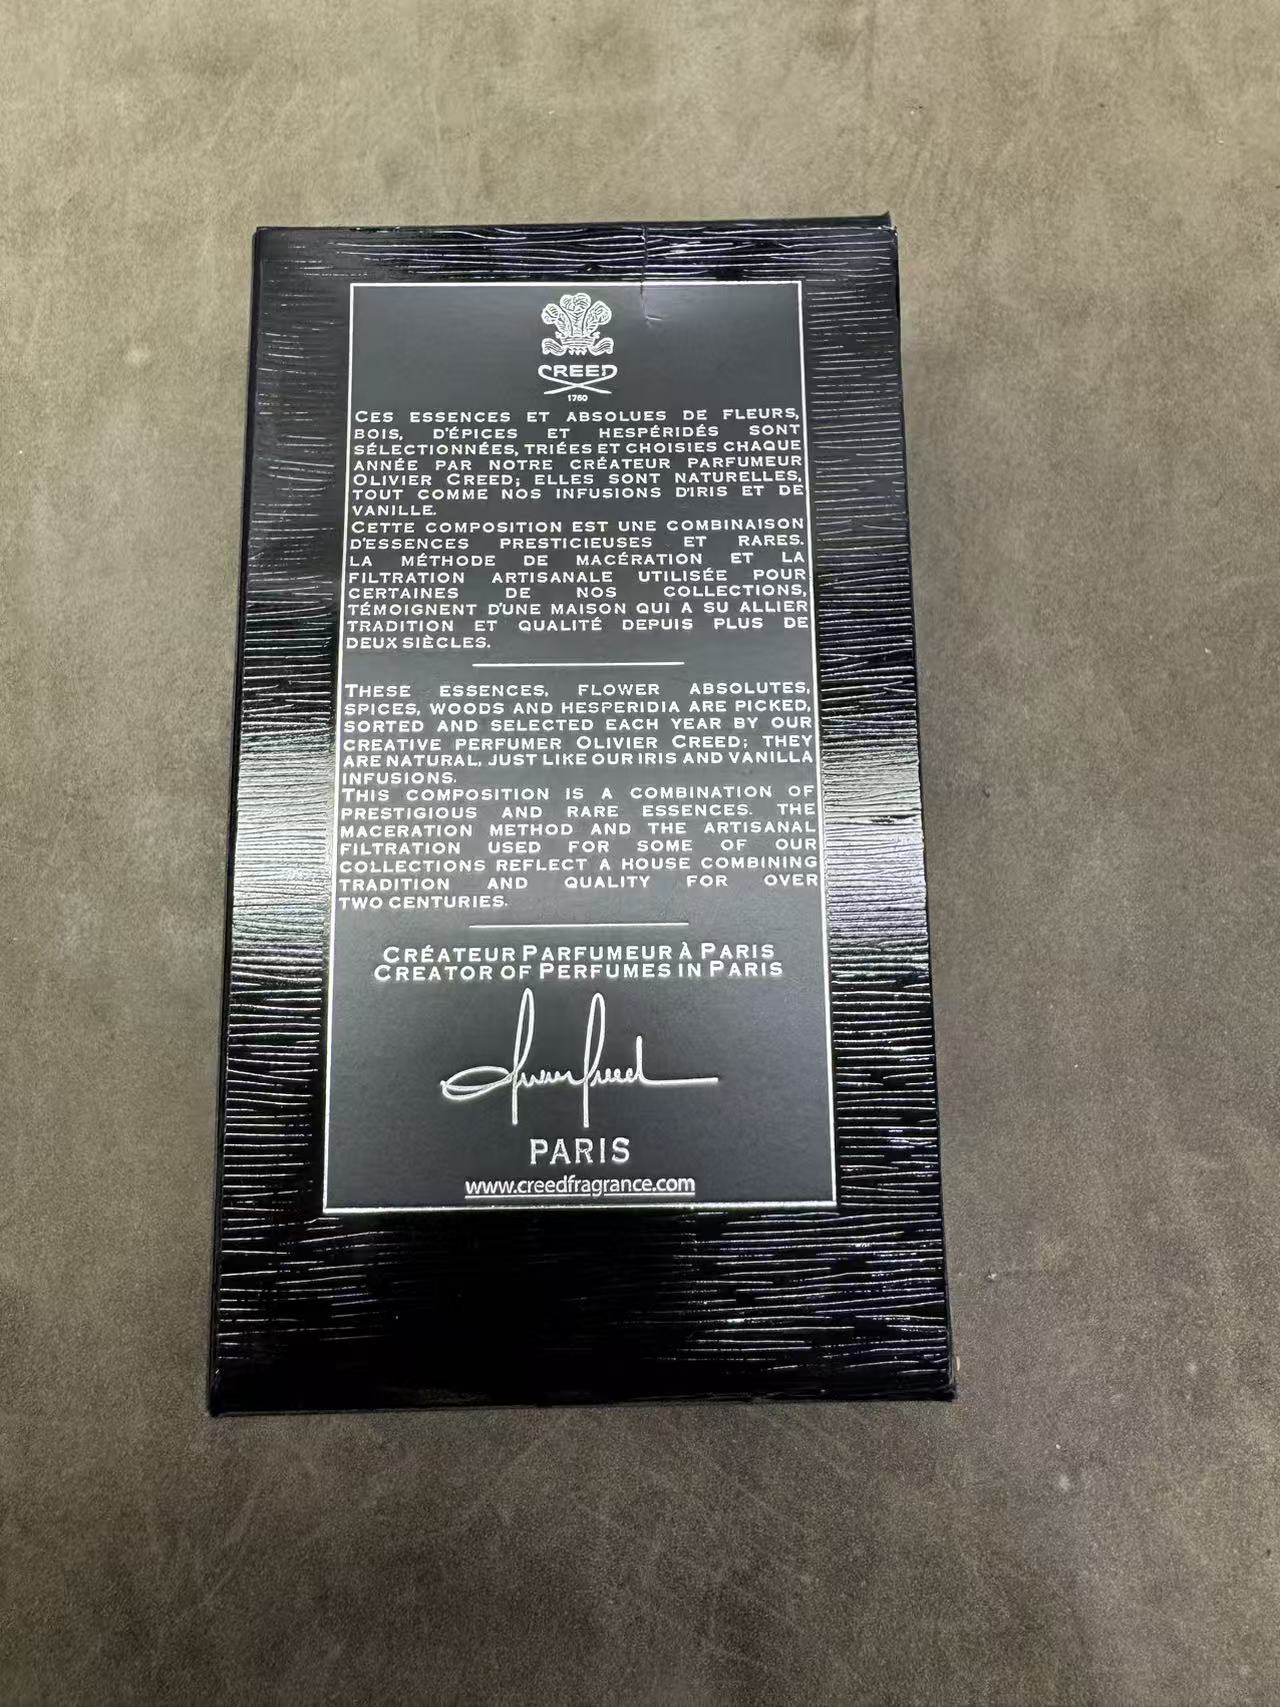 CREED
1760
CES ESSENCES ET ABSOLUES DE FLEURS,
BOIS, D'ÉPICES ET HESPÉRIDÉS SONT
SÉLECTIONNÉES, TRIÉES ET CHOISIES CHAQUE
ANNÉE PAR NOTRE CRÉATEUR PARFUMEUR
OLIVIER CREED; ELLES SONT NATURELLES,
TOUT COMME NOS INFUSIONS D'IRIS ET DE
VANILLE.
CETTE COMPOSITION EST UNE COMBINAISON
D'ESSENCES PRESTICIEUSES ET RARES.
LA MÉTHODE DE MACÉRATION ET LA
FILTRATION ARTISANALE UTILISÉE POUR
CERTAINES DE NOS COLLECTIONS,
TÉMOIGNENT D'UNE MAISON QUI A SU ALLIER
TRADITION ET QUALITÉ DEPUIS PLUS DE
DEUX SIÈCLES.
THESE ESSENCES, FLOWER ABSOLUTES,
SPICES, WOODS AND HESPERIDIA ARE PICKED,
SORTED AND SELECTED EACH YEAR BY OUR
CREATIVE PERFUMER OLIVIER CREED; THEY
ARE NATURAL, JUST LIKE OUR IRIS AND VANILLA
INFUSIONS.
THIS COMPOSITION IS A COMBINATION OF
PRESTIGIOUS AND RARE ESSENCES. THE
MACERATION METHOD AND THE ARTISANAL
FILTRATION USED FOR SOME OF OUR
COLLECTIONS REFLECT A HOUSE COMBINING
TRADITION AND QUALITY FOR OVER
TWO CENTURIES.
CRÉATEUR PARFUMEUR À PARIS
CREATOR OF PERFUMES IN PARIS
Olivier Creed
PARIS
www.creedfragrance.com